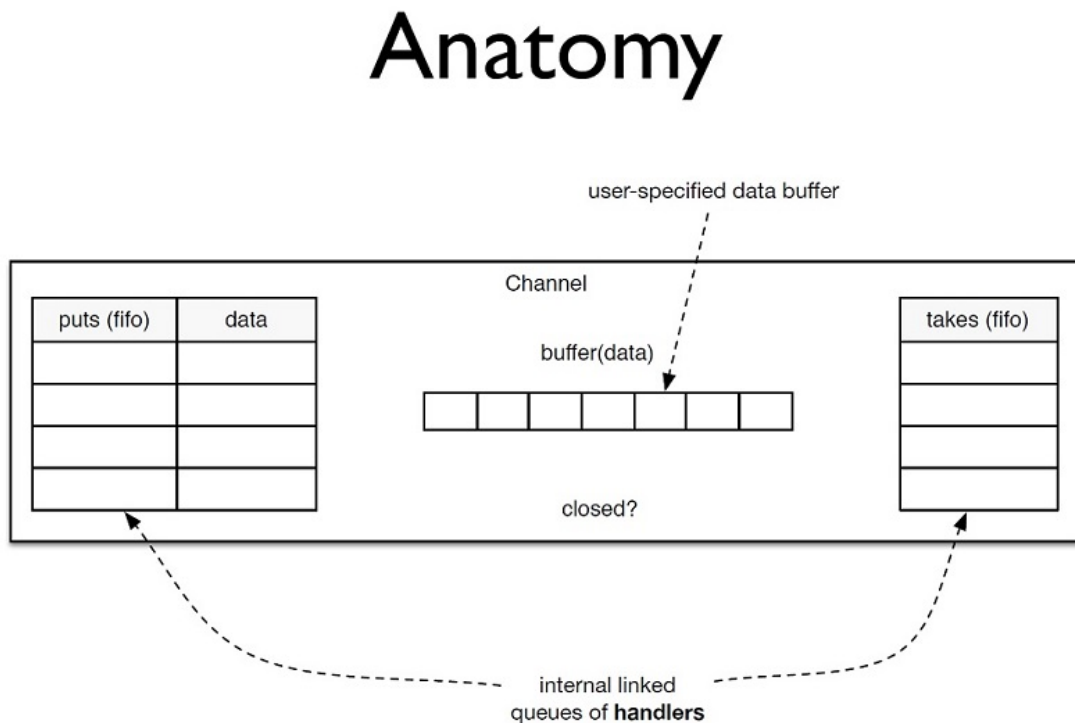 Anatomy
user-specified data buffer
Channel
puts (fifo)
data
takes (fifo)
buffer(data)
closed?
internal linked
queues of handlers